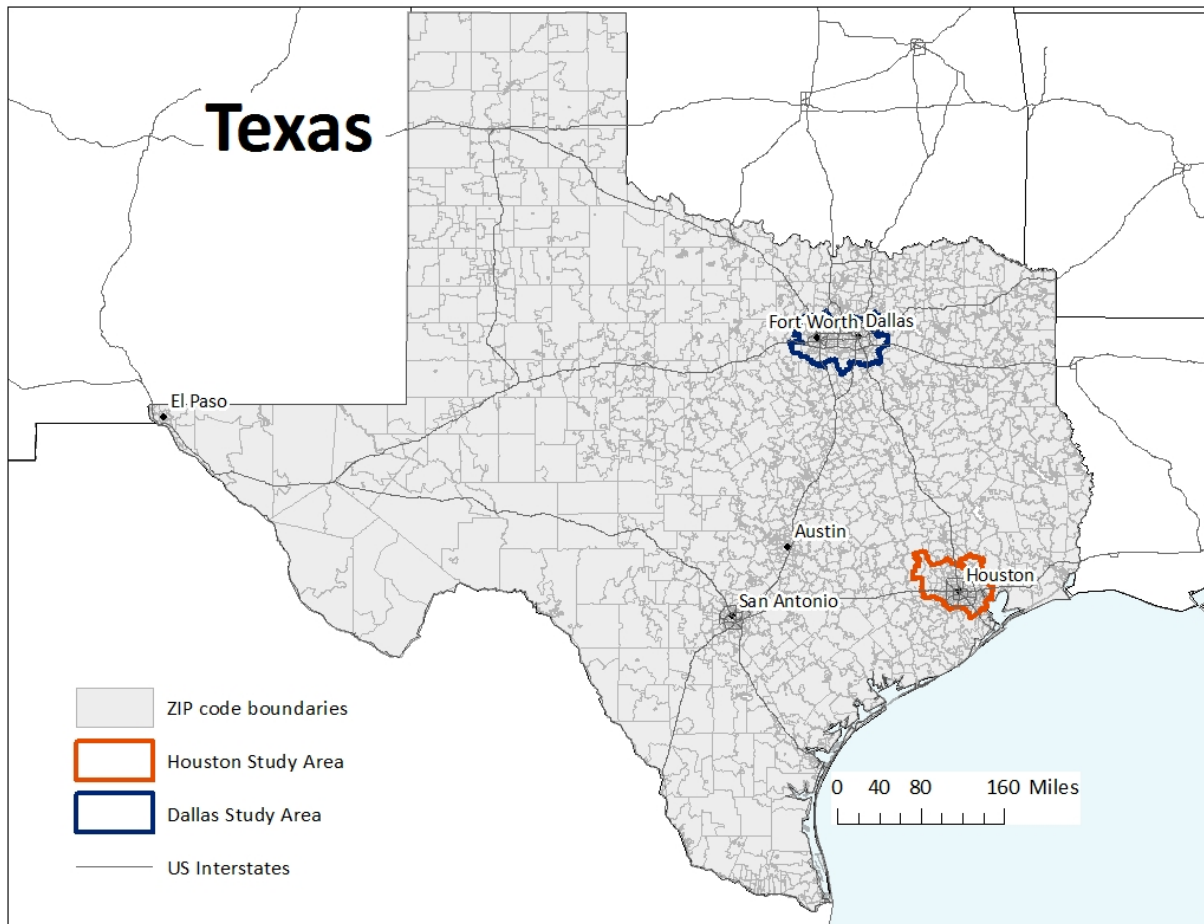 Texas
Fort Worth Dallas
El Paso
Austin
Houston
San Antonio
ZIP code boundaries
Houston Study Area
Dallas Study Area
US Interstates
0 40 80 160 Miles